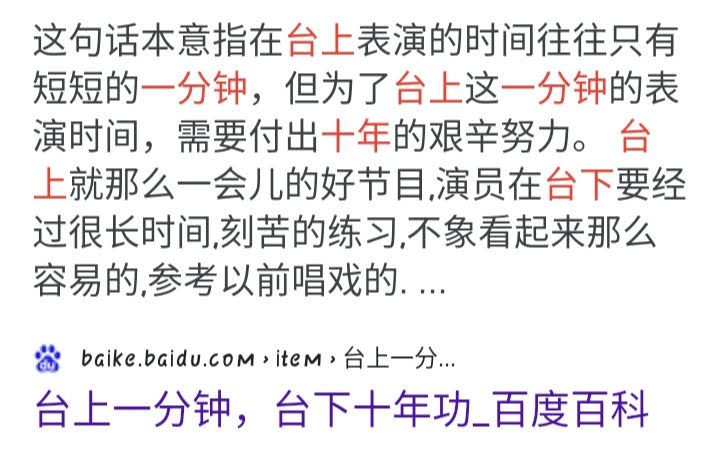 这句话本意指在台上表演的时间往往只有
短短的一分钟，但为了台上这一分钟的表
演时间，需要付出十年的艰辛努力。 台
上就那么一会儿的好节目,演员在台下要经
过很长时间,刻苦的练习,不象看起来那么
容易的,参考以前唱戏的. ...
du baike.baidu.com › item › 台上一分...
台上一分钟，台下十年功_百度百科